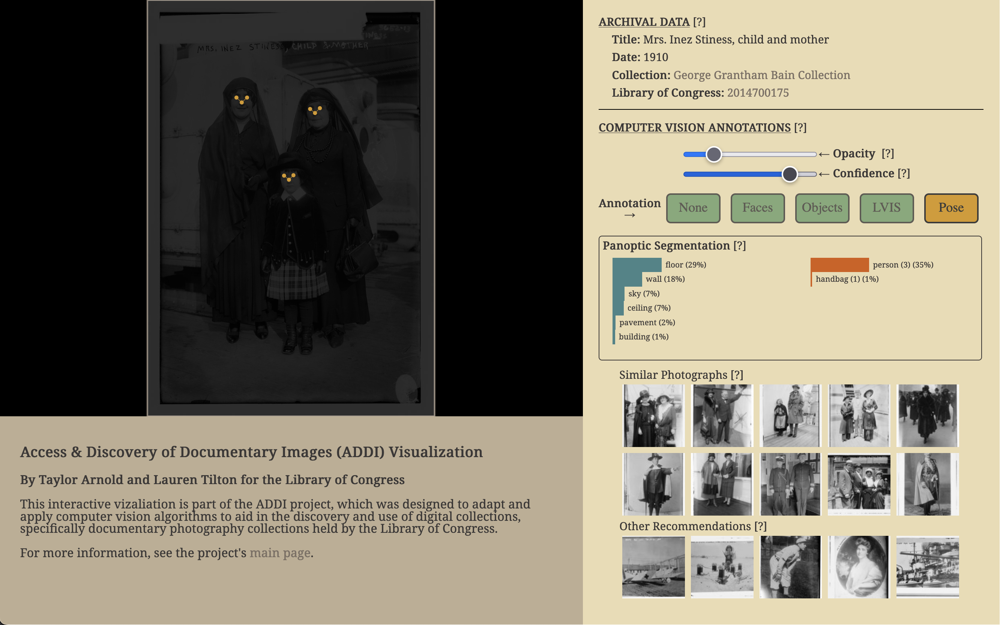 3652-13
INESS
MRS. INEZ STINESS, CHILD & MOTHER
Access & Discovery of Documentary Images (ADDI) Visualization
By Taylor Arnold and Lauren Tilton for the Library of Congress
This interactive vizaliation is part of the ADDI project, which was designed to adapt and
apply computer vision algorithms to aid in the discovery and use of digital collections,
specifically documentary photography collections held by the Library of Congress.
For more information, see the project's main page.
ARCHIVAL DATA [?]
Title: Mrs. Inez Stiness, child and mother
Date: 1910
Collection: George Grantham Bain Collection
Library of Congress: 2014700175
COMPUTER VISION ANNOTATIONS [?]
← Opacity [?]
← Confidence [?]
Annotation → None Faces Objects LVIS Pose
Panoptic Segmentation [?]
floor (29%)
wall (18%)
sky (7%)
ceiling (7%)
pavement (2%)
building (1%)
person (3) (35%)
handbag (1) (1%)
Similar Photographs [?]
Other Recommendations [?]